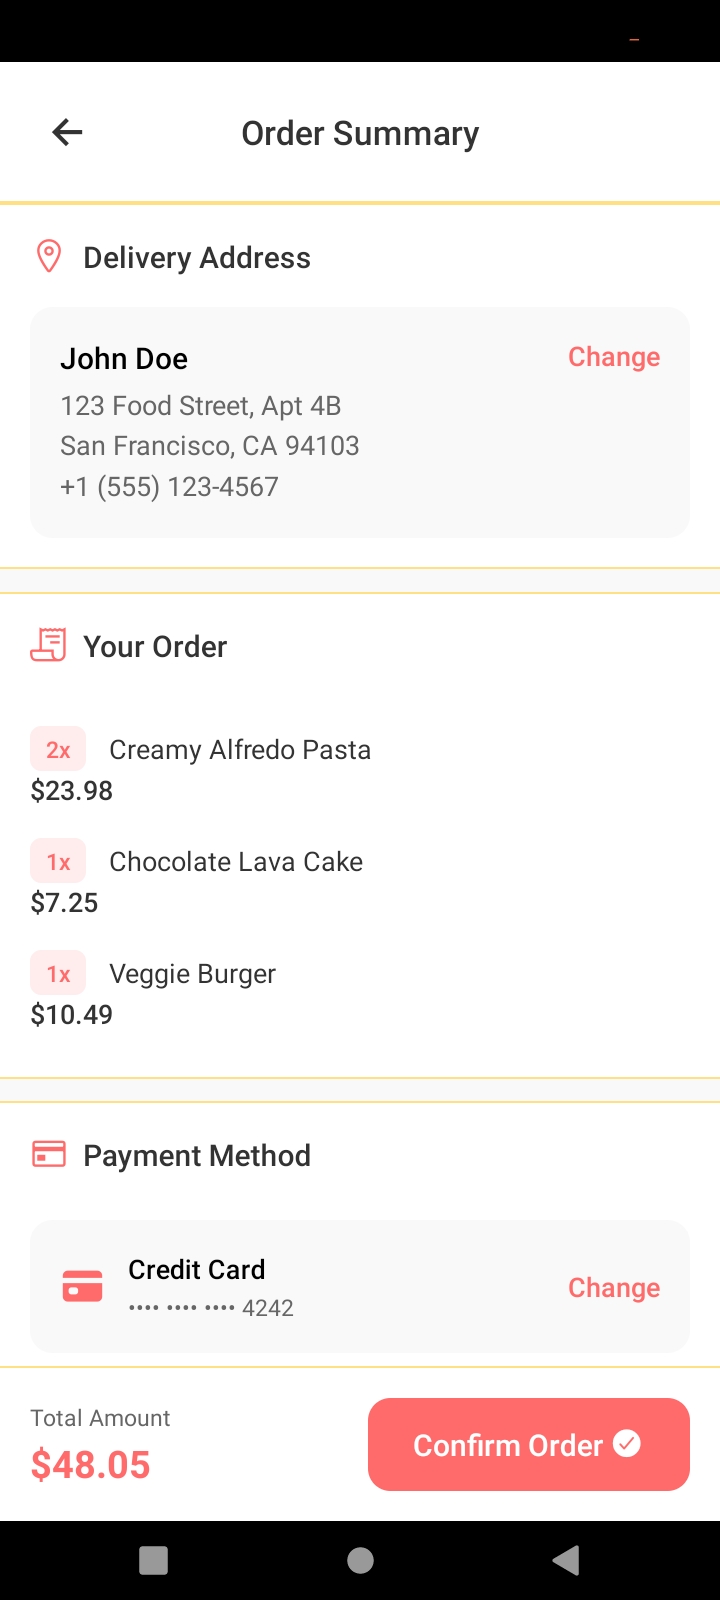 Order Summary
Delivery Address
John Doe
Change
123 Food Street, Apt 4B
San Francisco, CA 94103
+1 (555) 123-4567
Your Order
2x Creamy Alfredo Pasta
$23.98
1x Chocolate Lava Cake
$7.25
1x Veggie Burger
$10.49
Payment Method
Credit Card
•••• •••• •••• 4242
Change
Total Amount
$48.05
Confirm Order